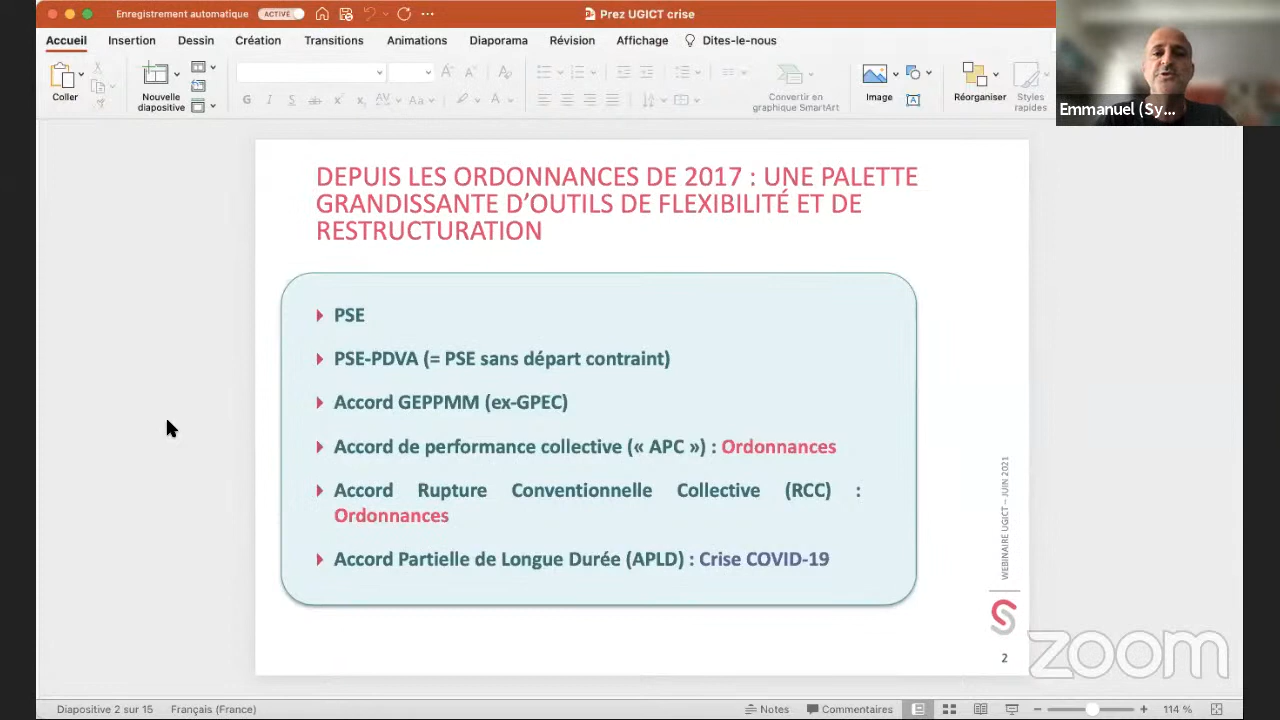 Enregistrement automatique
ACTIVÉ
Prez UGICT crise
Accueil
Insertion
Dessin
Création
Transitions
Animations
Diaporama
Révision
Affichage
Dites-le-nous
Coller
Nouvelle
diapositive
G
I
S
ab
x
x
AV
Aa
A
Convertir en
graphique SmartArt
Image
Réorganiser
Styles
rapides
Emmanuel (Sy...
DEPUIS LES ORDONNANCES DE 2017 : UNE PALETTE
GRANDISSANTE D’OUTILS DE FLEXIBILITÉ ET DE
RESTRUCTURATION
PSE
PSE-PDVA (= PSE sans départ contraint)
Accord GEPPMM (ex-GPEC)
Accord de performance collective (« APC ») : Ordonnances
Accord Rupture Conventionnelle Collective (RCC) :
Ordonnances
Accord Partielle de Longue Durée (APLD) : Crise COVID-19
WEBINAIRE UGICT – JUIN 2021
2
zoom
Diapositive 2 sur 15
Français (France)
Notes
Commentaires
114 %